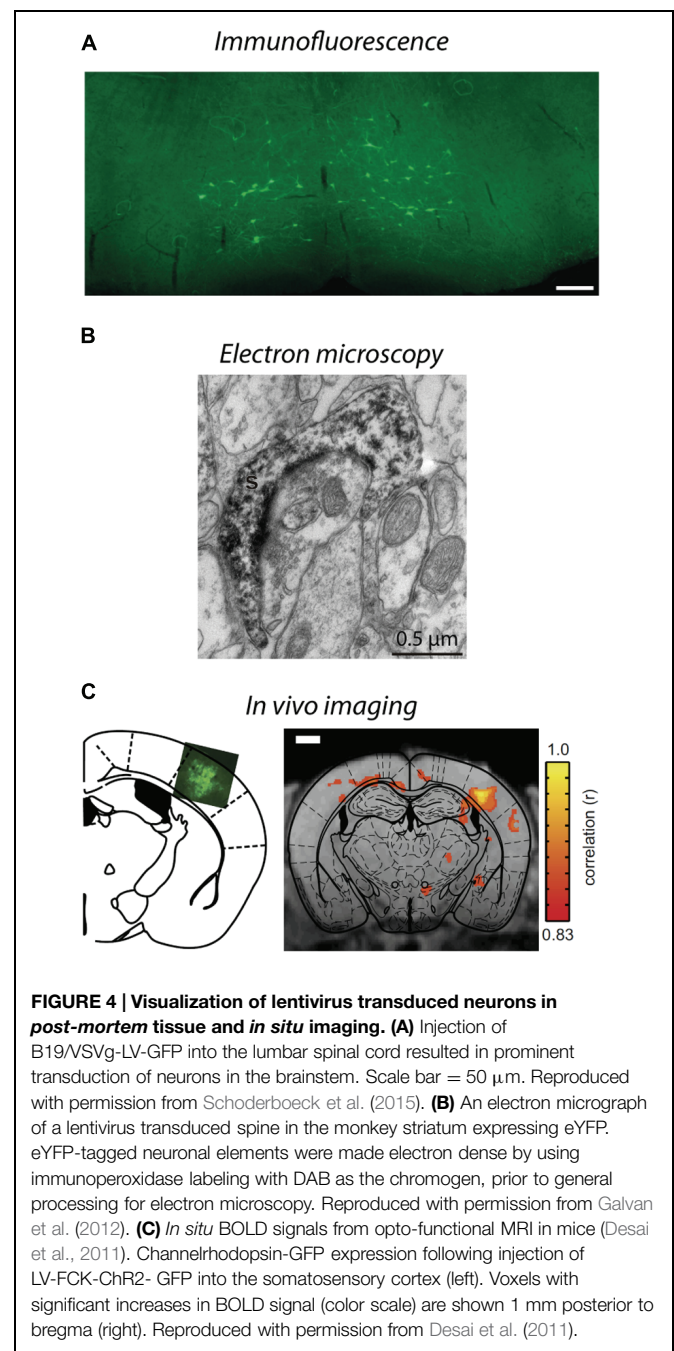 A
Immunofluorescence
B
Electron microscopy
S
0.5 µm
C
In vivo imaging
1.0
correlation (r)
0.83
FIGURE 4 | Visualization of lentivirus transduced neurons in
post-mortem tissue and in situ imaging. (A) Injection of
B19/VSVg-LV-GFP into the lumbar spinal cord resulted in prominent
transduction of neurons in the brainstem. Scale bar = 50 µm. Reproduced
with permission from Schoderboeck et al. (2015). (B) An electron micrograph
of a lentivirus transduced spine in the monkey striatum expressing eYFP.
eYFP-tagged neuronal elements were made electron dense by using
immunoperoxidase labeling with DAB as the chromogen, prior to general
processing for electron microscopy. Reproduced with permission from Galvan
et al. (2012). (C) In situ BOLD signals from opto-functional MRI in mice (Desai
et al., 2011). Channelrhodopsin-GFP expression following injection of
LV-FCK-ChR2- GFP into the somatosensory cortex (left). Voxels with
significant increases in BOLD signal (color scale) are shown 1 mm posterior to
bregma (right). Reproduced with permission from Desai et al. (2011).